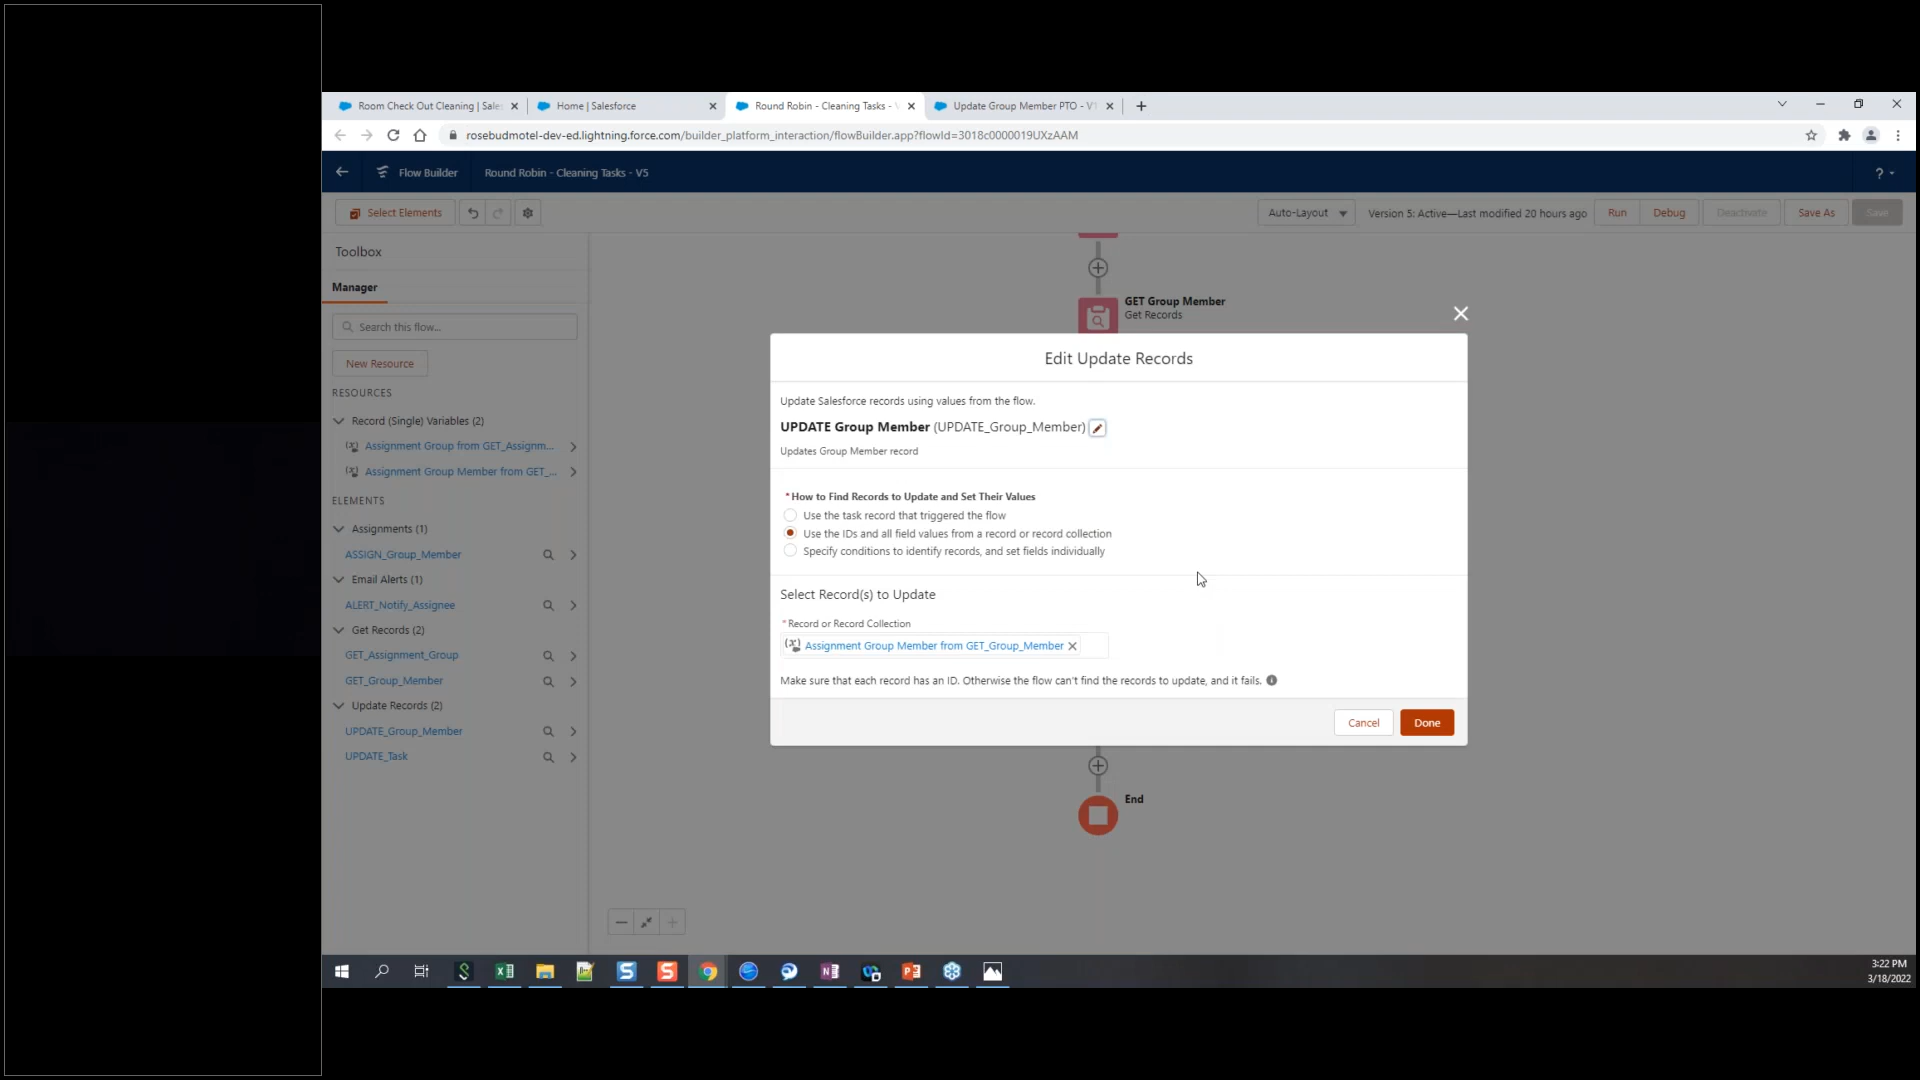 Room Check Out Cleaning | Sale
Home | Salesforce
Round Robin - Cleaning Tasks - V
Update Group Member PTO - V1
rosebudmotel-dev-ed.lightning.force.com/builder_platform_interaction/flowBuilder.app?flowId=3018c0000019UXzAAM
Flow Builder
Round Robin - Cleaning Tasks - V5
?
Select Elements
Auto-Layout
Version 5: Active—Last modified 20 hours ago
Run
Debug
Deactivate
Save As
Save
Toolbox
Manager
Search this flow...
New Resource
RESOURCES
Record (Single) Variables (2)
Assignment Group from GET_Assignm...
Assignment Group Member from GET_...
ELEMENTS
Assignments (1)
ASSIGN_Group_Member
Email Alerts (1)
ALERT_Notify_Assignee
Get Records (2)
GET_Assignment_Group
GET_Group_Member
Update Records (2)
UPDATE_Group_Member
UPDATE_Task
GET Group Member
Get Records
Edit Update Records
Update Salesforce records using values from the flow.
UPDATE Group Member (UPDATE_Group_Member)
Updates Group Member record
*How to Find Records to Update and Set Their Values
Use the task record that triggered the flow
Use the IDs and all field values from a record or record collection
Specify conditions to identify records, and set fields individually
Select Record(s) to Update
*Record or Record Collection
Assignment Group Member from GET_Group_Member
Make sure that each record has an ID. Otherwise the flow can't find the records to update, and it fails.
Cancel
Done
End
3:22 PM
3/18/2022